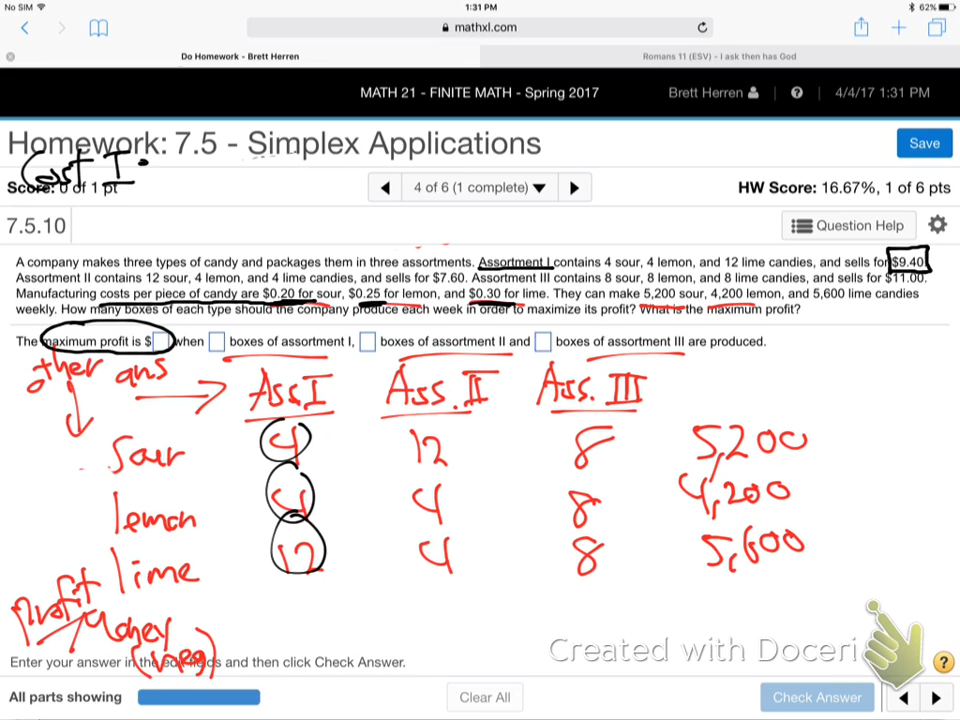 No SIM 1:31 PM 62%
mathxl.com
Do Homework - Brett Herren Romans 11 (ESV) - I ask then has God
MATH 21 - FINITE MATH - Spring 2017 Brett Herren ? 4/4/17 1:31 PM
Homework: 7.5 - Simplex Applications Save
Cost I:
Score: 0 of 1 pt 4 of 6 (1 complete) HW Score: 16.67%, 1 of 6 pts
7.5.10 Question Help
A company makes three types of candy and packages them in three assortments. Assortment I contains 4 sour, 4 lemon, and 12 lime candies, and sells for $9.40.
Assortment II contains 12 sour, 4 lemon, and 4 lime candies, and sells for $7.60. Assortment III contains 8 sour, 8 lemon, and 8 lime candies, and sells for $11.00.
Manufacturing costs per piece of candy are $0.20 for sour, $0.25 for lemon, and $0.30 for lime. They can make 5,200 sour, 4,200 lemon, and 5,600 lime candies
weekly. How many boxes of each type should the company produce each week in order to maximize its profit? What is the maximum profit?
The maximum profit is $ when boxes of assortment I, boxes of assortment II and boxes of assortment III are produced.
other ans Ass I Ass. II Ass. III
sour 4 12 8 5,200
lemon 4 4 8 4,200
lime 12 4 8 5,600
Profit/Money
(neg)
Created with Doceri
Enter your answer in the edit fields and then click Check Answer. ?
All parts showing Clear All Check Answer